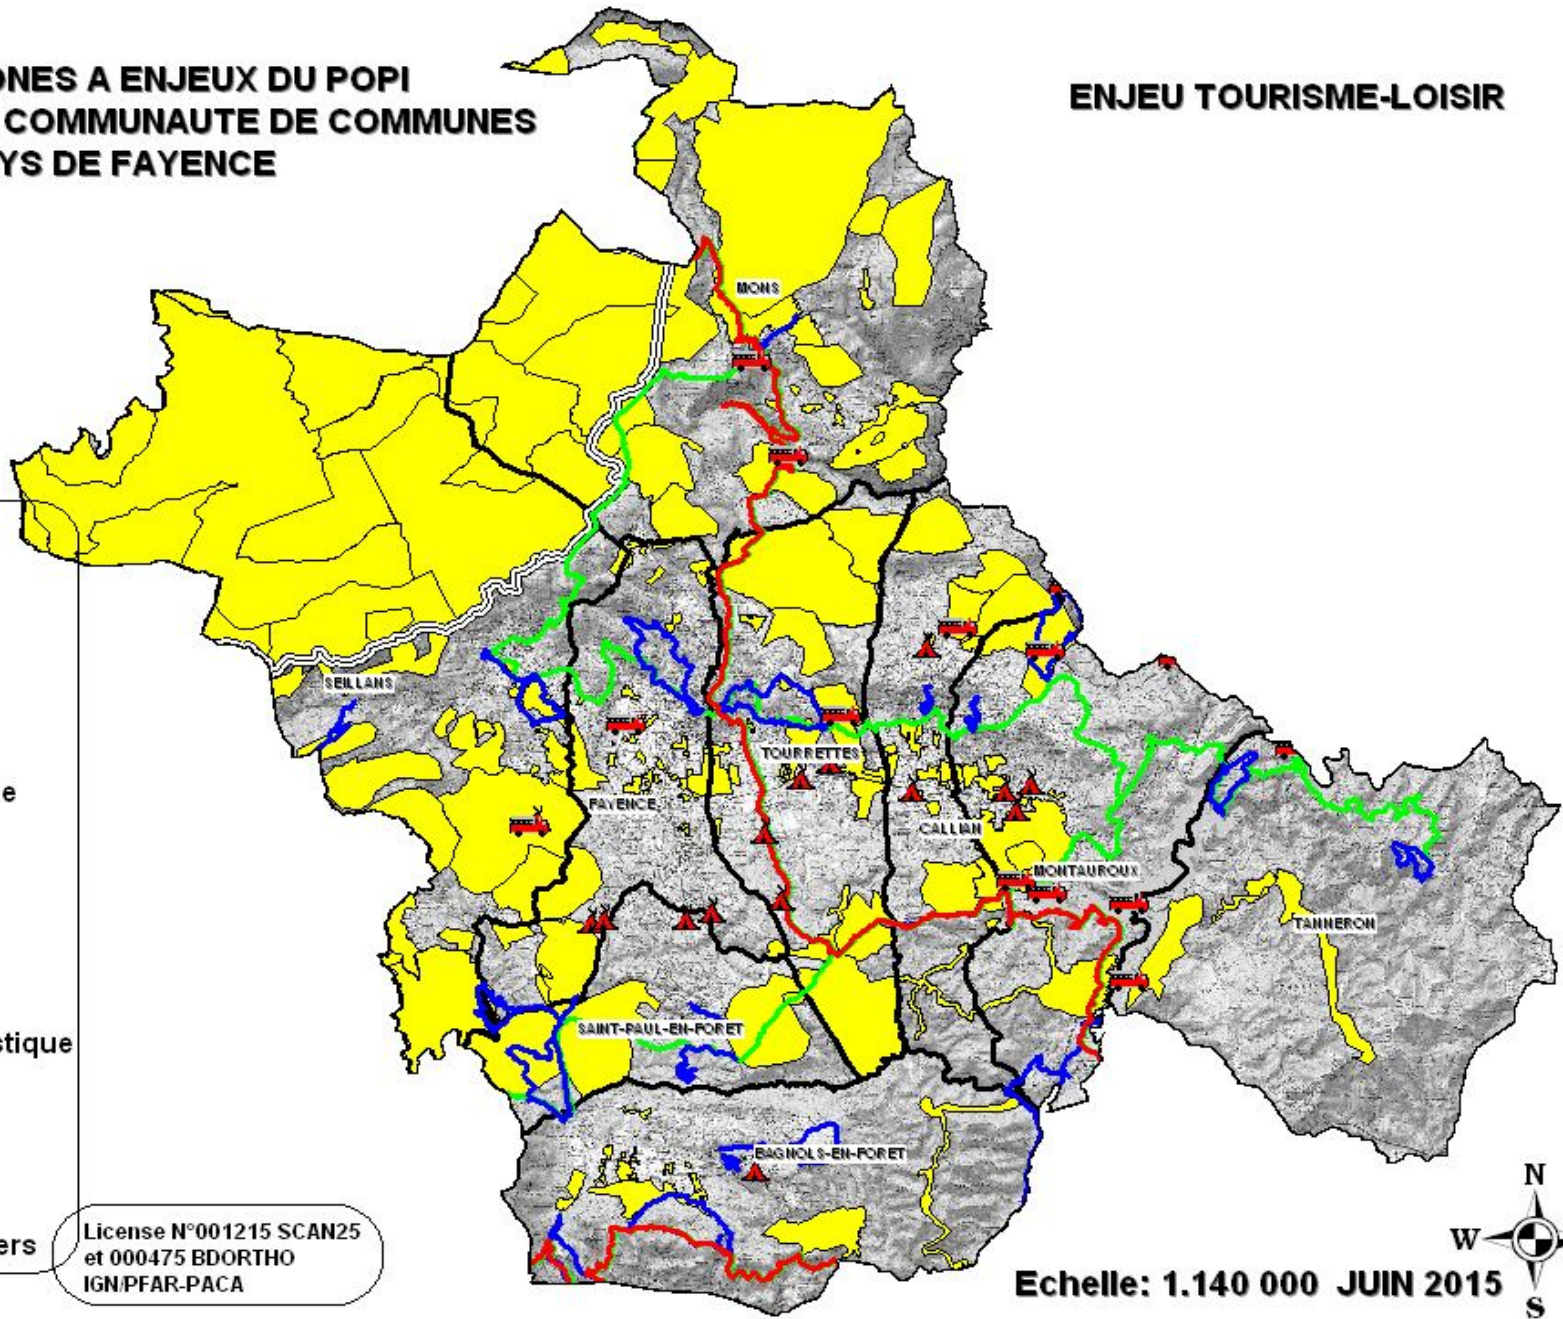 ONES A ENJEUX DU POPI
COMMUNAUTE DE COMMUNES
YS DE FAYENCE
ENJEU TOURISME-LOISIR
MONS
SEILLANS
TOURRETTES
FAYENCE
CALLIAN
MONTAUROUX
TANNERON
SAINT-PAUL-EN-FORET
BAGNOLS-EN-FORET
e
stique
ers
License N°001215 SCAN25
et 000475 BDORTHO
IGN/PFAR-PACA
Echelle: 1.140 000 JUIN 2015
N
W
S